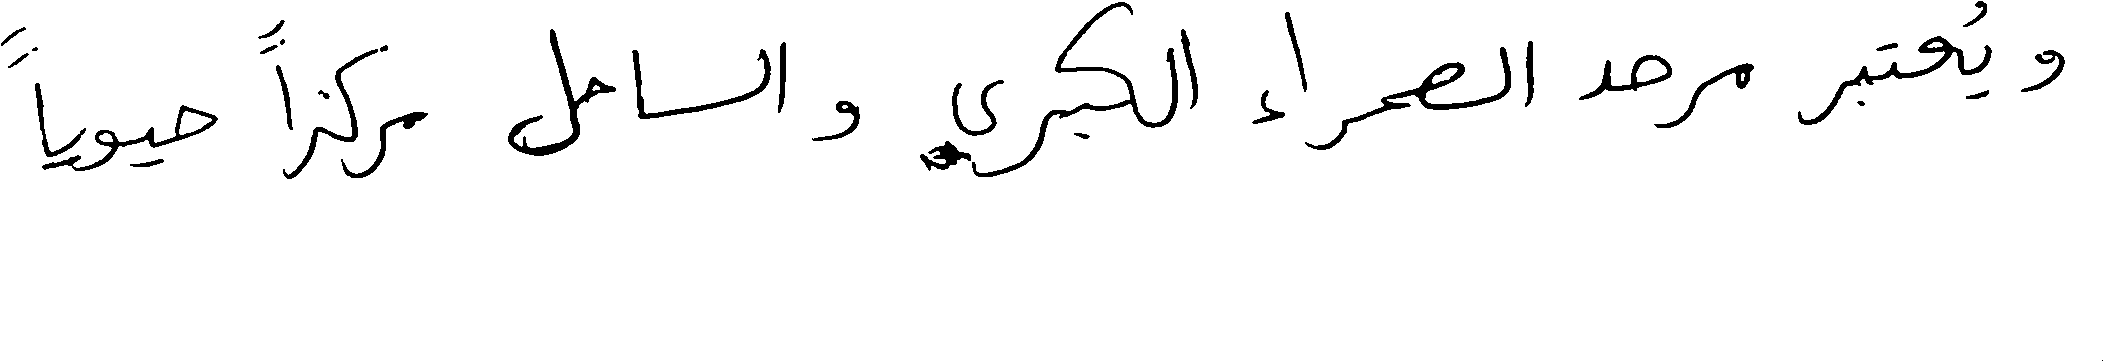 ويُعتبر مرصد الصحراء الكبرى والساحل مركزاً حيوياً